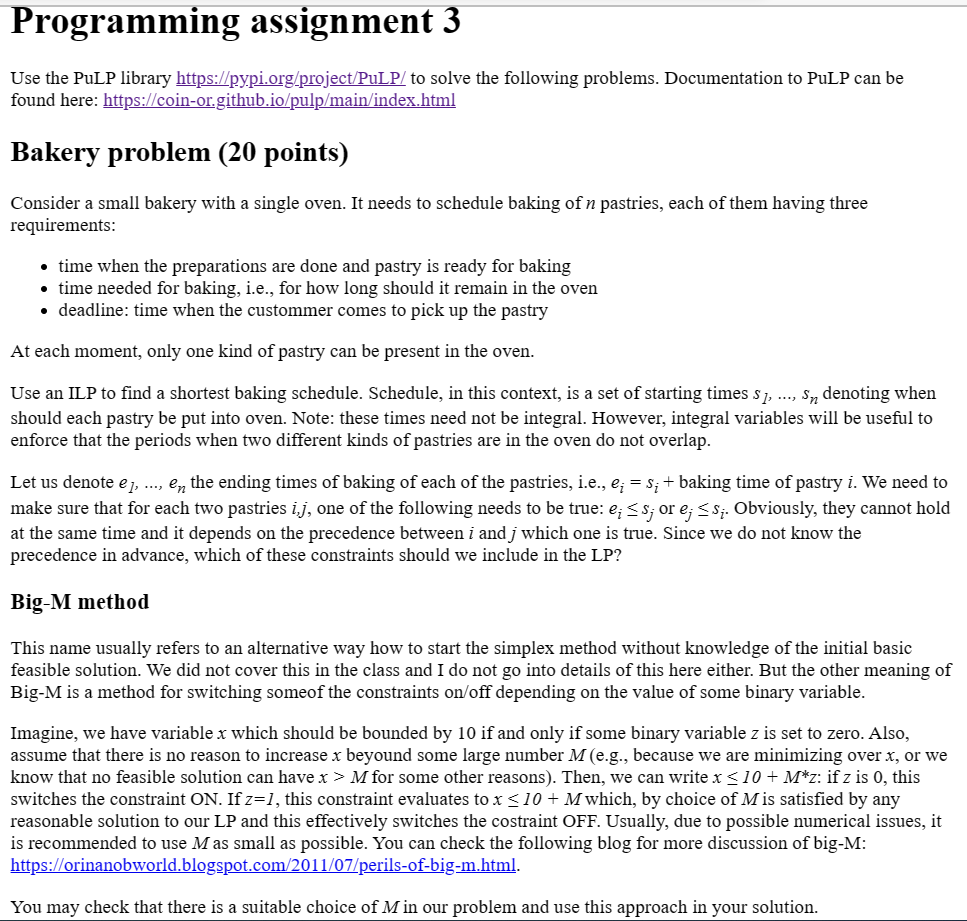 Programming assignment 3
Use the PuLP library https://pypi.org/project/PuLP/ to solve the following problems. Documentation to PuLP can be
found here: https://coin-or.github.io/pulp/main/index.html
Bakery problem (20 points)
Consider a small bakery with a single oven. It needs to schedule baking of n pastries, each of them having three
requirements:
• time when the preparations are done and pastry is ready for baking
• time needed for baking, i.e., for how long should it remain in the oven
• deadline: time when the custommer comes to pick up the pastry
At each moment, only one kind of pastry can be present in the oven.
Use an ILP to find a shortest baking schedule. Schedule, in this context, is a set of starting times s1, ..., sn denoting when
should each pastry be put into oven. Note: these times need not be integral. However, integral variables will be useful to
enforce that the periods when two different kinds of pastries are in the oven do not overlap.
Let us denote e1, ..., en the ending times of baking of each of the pastries, i.e., ei = si + baking time of pastry i. We need to
make sure that for each two pastries i,j, one of the following needs to be true: ei ≤ sj or ej ≤ si. Obviously, they cannot hold
at the same time and it depends on the precedence between i and j which one is true. Since we do not know the
precedence in advance, which of these constraints should we include in the LP?
Big-M method
This name usually refers to an alternative way how to start the simplex method without knowledge of the initial basic
feasible solution. We did not cover this in the class and I do not go into details of this here either. But the other meaning of
Big-M is a method for switching someof the constraints on/off depending on the value of some binary variable.
Imagine, we have variable x which should be bounded by 10 if and only if some binary variable z is set to zero. Also,
assume that there is no reason to increase x beyound some large number M (e.g., because we are minimizing over x, or we
know that no feasible solution can have x > M for some other reasons). Then, we can write x ≤ 10 + M*z: if z is 0, this
switches the constraint ON. If z=1, this constraint evaluates to x ≤ 10 + M which, by choice of M is satisfied by any
reasonable solution to our LP and this effectively switches the costraint OFF. Usually, due to possible numerical issues, it
is recommended to use M as small as possible. You can check the following blog for more discussion of big-M:
https://orinanobworld.blogspot.com/2011/07/perils-of-big-m.html.
You may check that there is a suitable choice of M in our problem and use this approach in your solution.